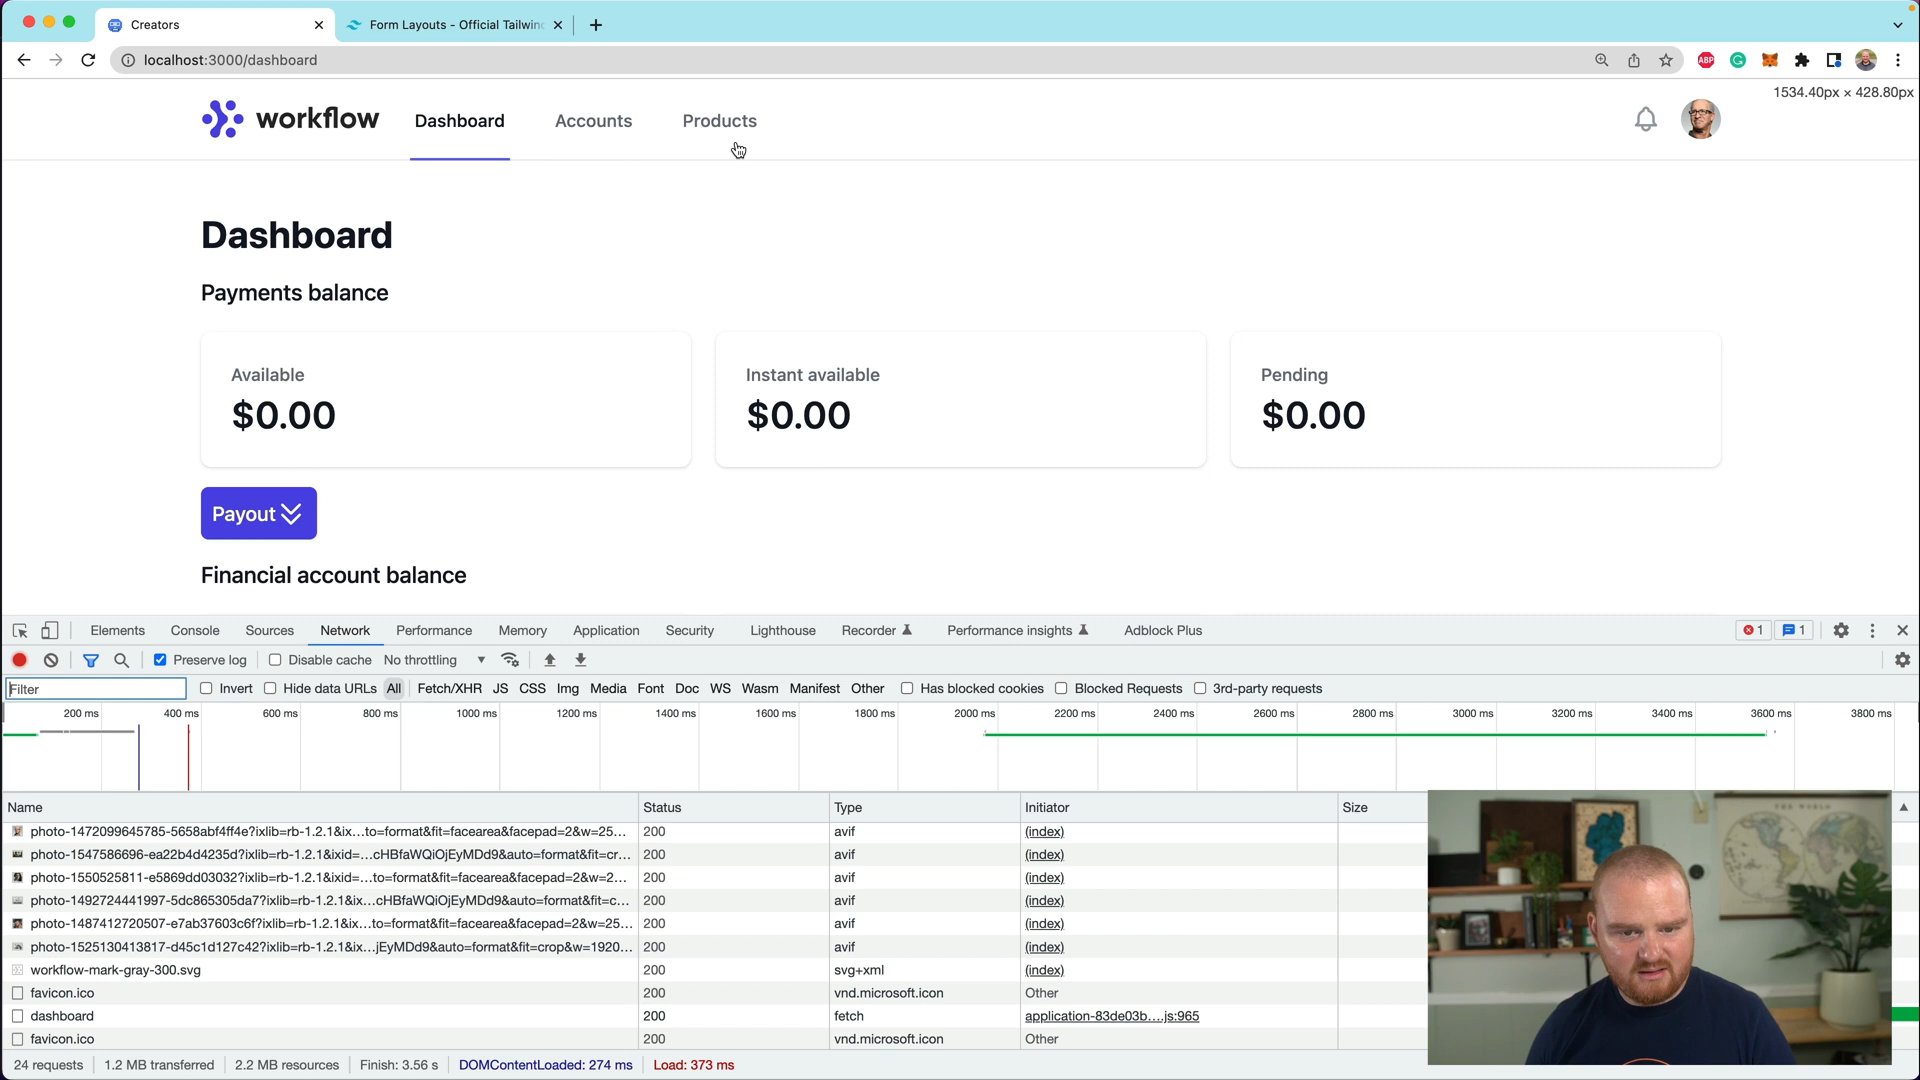 Creators
Form Layouts - Official Tailwin
localhost:3000/dashboard
ABP
1534.40px × 428.80px
workflow
Dashboard
Accounts
Products
Dashboard
Payments balance
Available
$0.00
Instant available
$0.00
Pending
$0.00
Payout
Financial account balance
Elements
Console
Sources
Network
Performance
Memory
Application
Security
Lighthouse
Recorder
Performance insights
Adblock Plus
1
1
Preserve log
Disable cache
No throttling
Filter
Invert
Hide data URLs
All
Fetch/XHR
JS
CSS
Img
Media
Font
Doc
WS
Wasm
Manifest
Other
Has blocked cookies
Blocked Requests
3rd-party requests
200 ms
400 ms
600 ms
800 ms
1000 ms
1200 ms
1400 ms
1600 ms
1800 ms
2000 ms
2200 ms
2400 ms
2600 ms
2800 ms
3000 ms
3200 ms
3400 ms
3600 ms
3800 ms
Name Status Type Initiator Size
photo-1472099645785-5658abf4ff4e?ixlib=rb-1.2.1&ix…to=format&fit=facearea&facepad=2&w=25... 200 avif (index)
photo-1547586696-ea22b4d4235d?ixlib=rb-1.2.1&ixid=…cHBfaWQiOjEyMDd9&auto=format&fit=cr... 200 avif (index)
photo-1550525811-e5869dd03032?ixlib=rb-1.2.1&ixid=…to=format&fit=facearea&facepad=2&w=2... 200 avif (index)
photo-1492724441997-5dc865305da7?ixlib=rb-1.2.1&ix…cHBfaWQiOjEyMDd9&auto=format&fit=c... 200 avif (index)
photo-1487412720507-e7ab37603c6f?ixlib=rb-1.2.1&ix…to=format&fit=facearea&facepad=2&w=25... 200 avif (index)
photo-1525130413817-d45c1d127c42?ixlib=rb-1.2.1&ix…jEyMDd9&auto=format&fit=crop&w=1920... 200 avif (index)
workflow-mark-gray-300.svg 200 svg+xml (index)
favicon.ico 200 vnd.microsoft.icon Other
dashboard 200 fetch application-83de03b….js:965
favicon.ico 200 vnd.microsoft.icon Other
24 requests
1.2 MB transferred
2.2 MB resources
Finish: 3.56 s
DOMContentLoaded: 274 ms
Load: 373 ms
THE WORLD